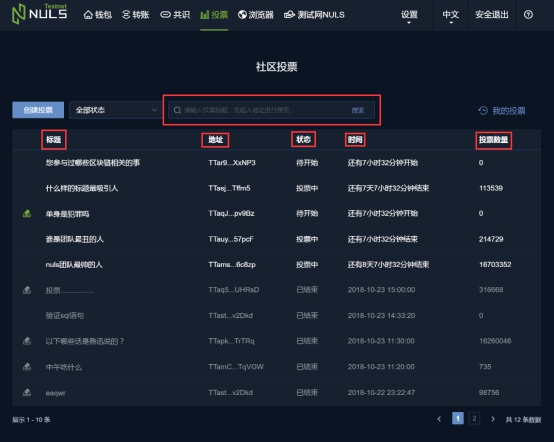 Testnet
NULS 钱包 转账 共识 投票 浏览器 测试网NULS 设置 中文 安全退出
社区投票
创建投票 全部状态 请输入投票标题、发起人地址进行搜索 搜索 我的投票
标题 地址 状态 时间 投票数量
您参与过哪些区块链相关的事 TTar9...XxNP3 待开始 还有7小时32分钟开始 0
什么样的标题最吸引人 TTasj...Tffm5 投票中 还有7天7小时32分钟结束 113539
单身是犯罪吗 TTaqJ...pv9Bz 待开始 还有7小时32分钟开始 0
谁是团队最丑的人 TTauy...57pcF 投票中 还有7小时32分钟结束 214729
nuls团队最帅的人 TTams...6c8zp 投票中 还有8天7小时32分钟结束 16703352
投票................ TTaq5...UHRsD 已结束 2018-10-23 15:00:00 316668
验证sql语句 TTast...v2Dkd 已结束 2018-10-23 14:33:20 0
以下哪些话是鲁迅说的？ TTapk...TrTRq 已结束 2018-10-23 11:30:00 16260046
中午吃什么 TTamC...TqVGW 已结束 2018-10-23 11:20:00 735
eaqwr TTast...v2Dkd 已结束 2018-10-22 23:22:47 98756
展示 1 - 10 条 1 2 共 12 条数据